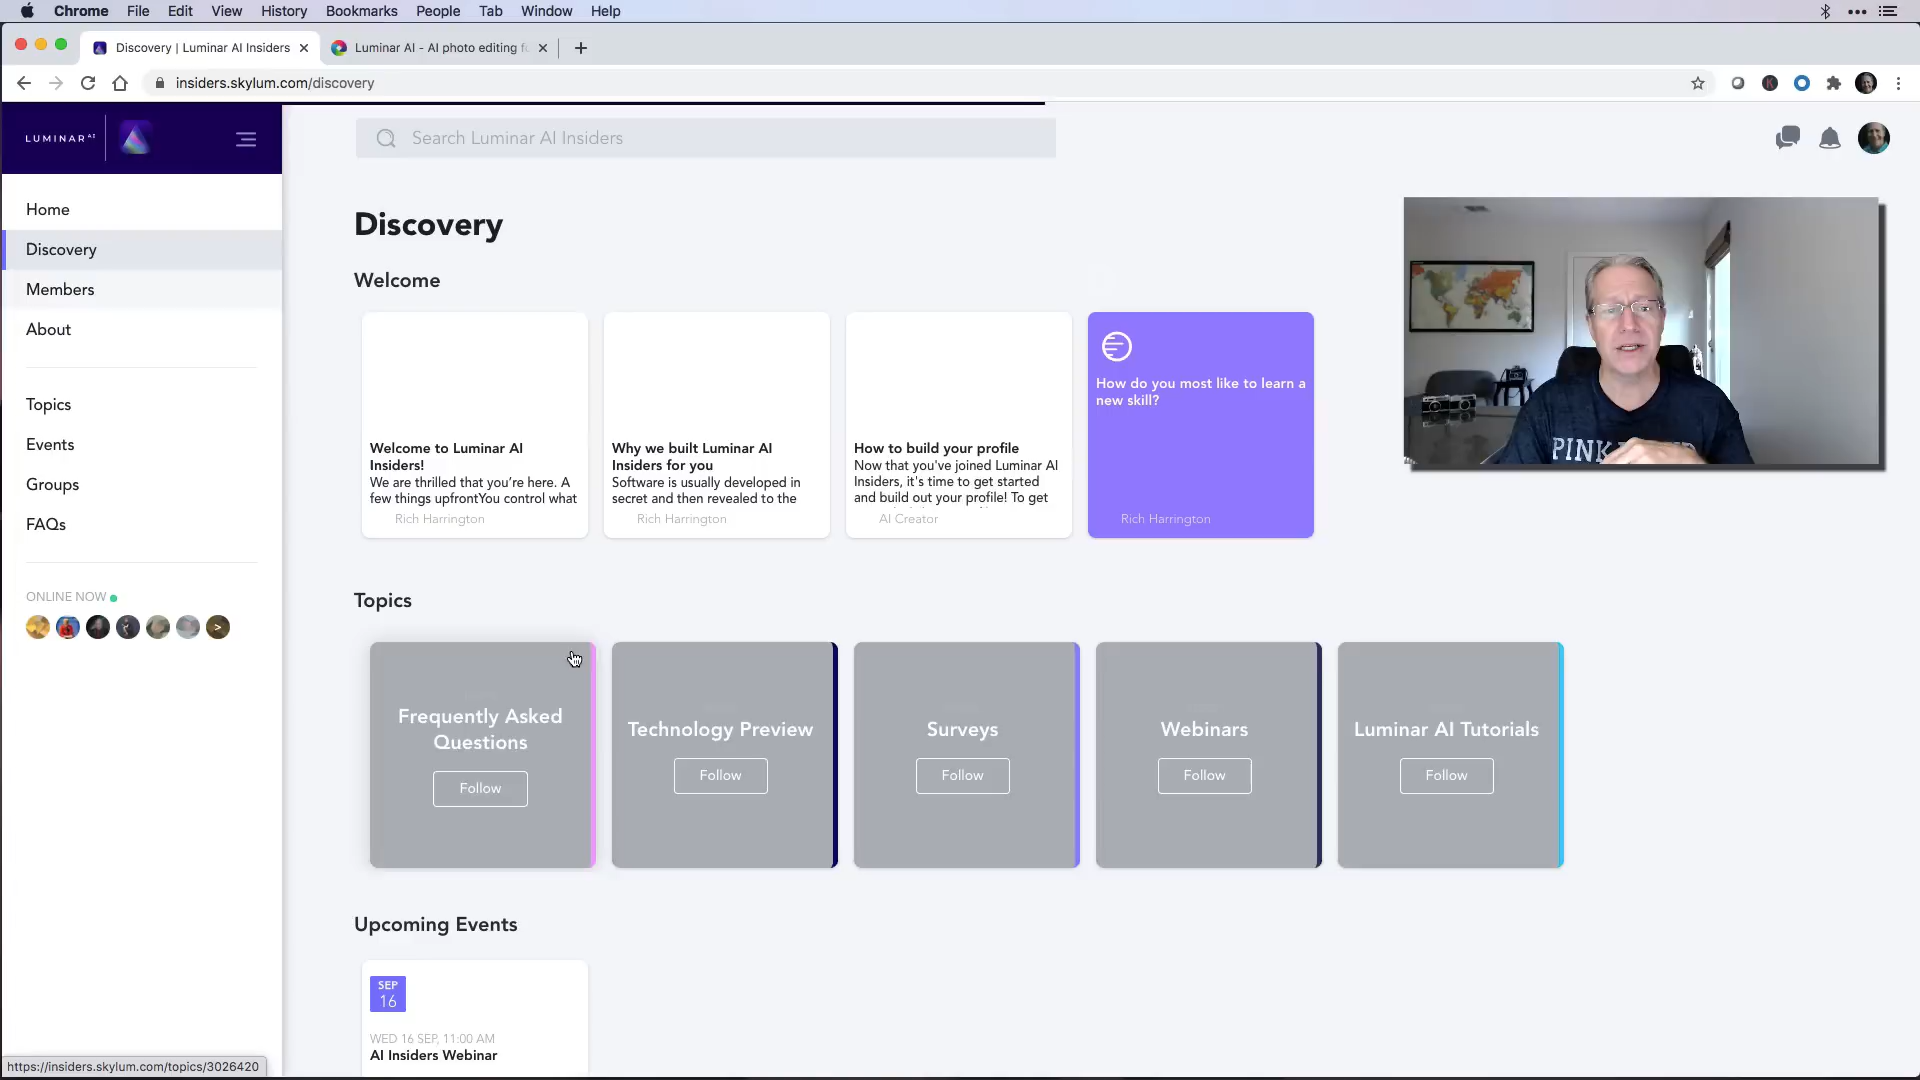 Chrome File Edit View History Bookmarks People Tab Window Help
Discovery | Luminar AI Insiders
Luminar AI - AI photo editing
insiders.skylum.com/discovery
LUMINAR AI
Search Luminar AI Insiders
Home
Discovery
Members
About
Topics
Events
Groups
FAQs
ONLINE NOW
Discovery
Welcome
Welcome to Luminar AI
Insiders!
We are thrilled that you're here. A
few things upfrontYou control what
Rich Harrington
Why we built Luminar AI
Insiders for you
Software is usually developed in
secret and then revealed to the
Rich Harrington
How to build your profile
Now that you've joined Luminar AI
Insiders, it's time to get started
and build out your profile! To get
AI Creator
How do you most like to learn a
new skill?
Rich Harrington
Topics
Frequently Asked
Questions
Follow
Technology Preview
Follow
Surveys
Follow
Webinars
Follow
Luminar AI Tutorials
Follow
Upcoming Events
SEP
16
WED 16 SEP, 11:00 AM
AI Insiders Webinar
https://insiders.skylum.com/topics/3026420